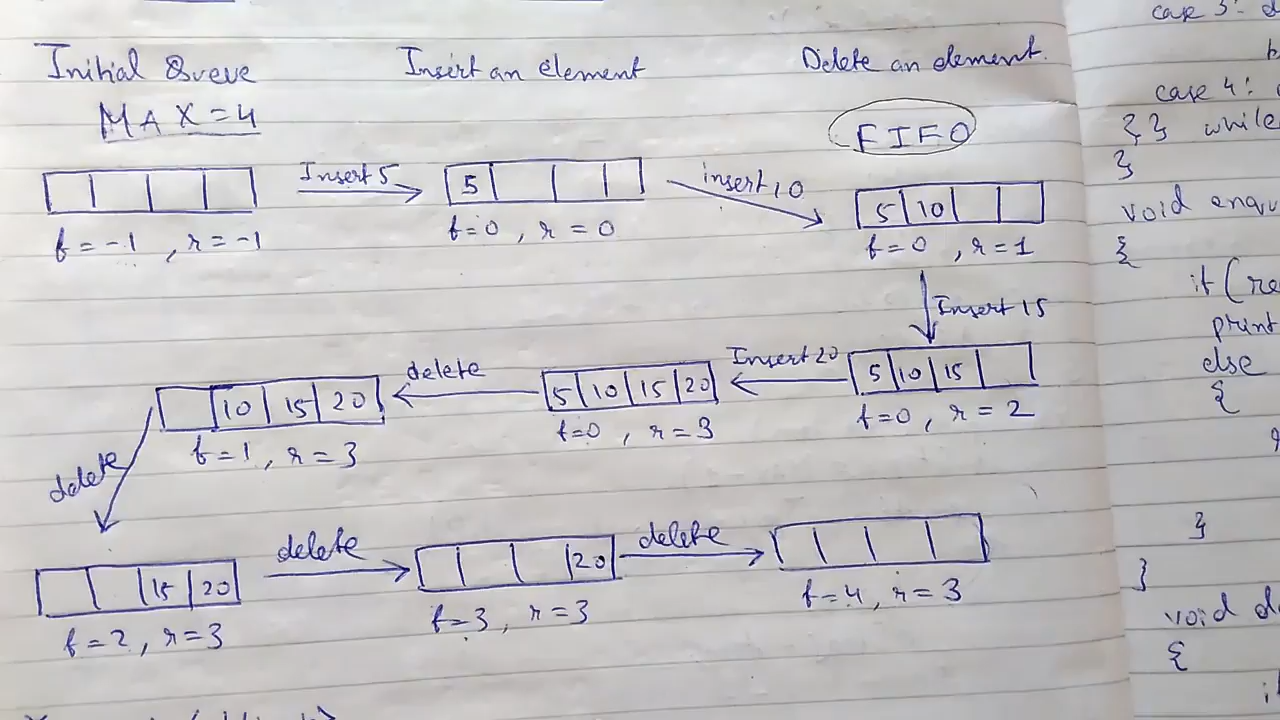 Initial Queue
Insert an element
Delete an element.
MAX=4
FIFO
Insert 5
5
insert 10
5 10
f=-1, r=-1
f=0, r=0
f=0, r=1
Insert 15
5 10 15
f=0, r=2
Insert 20
5 10 15 20
f=0, r=3
delete
10 15 20
f=1, r=3
delete
15 20
f=2, r=3
delete
20
f=3, r=3
delete
f=4, r=3
case 3:
case 4:
}} while
}
void
{
if(
else
{
}
}
void
{